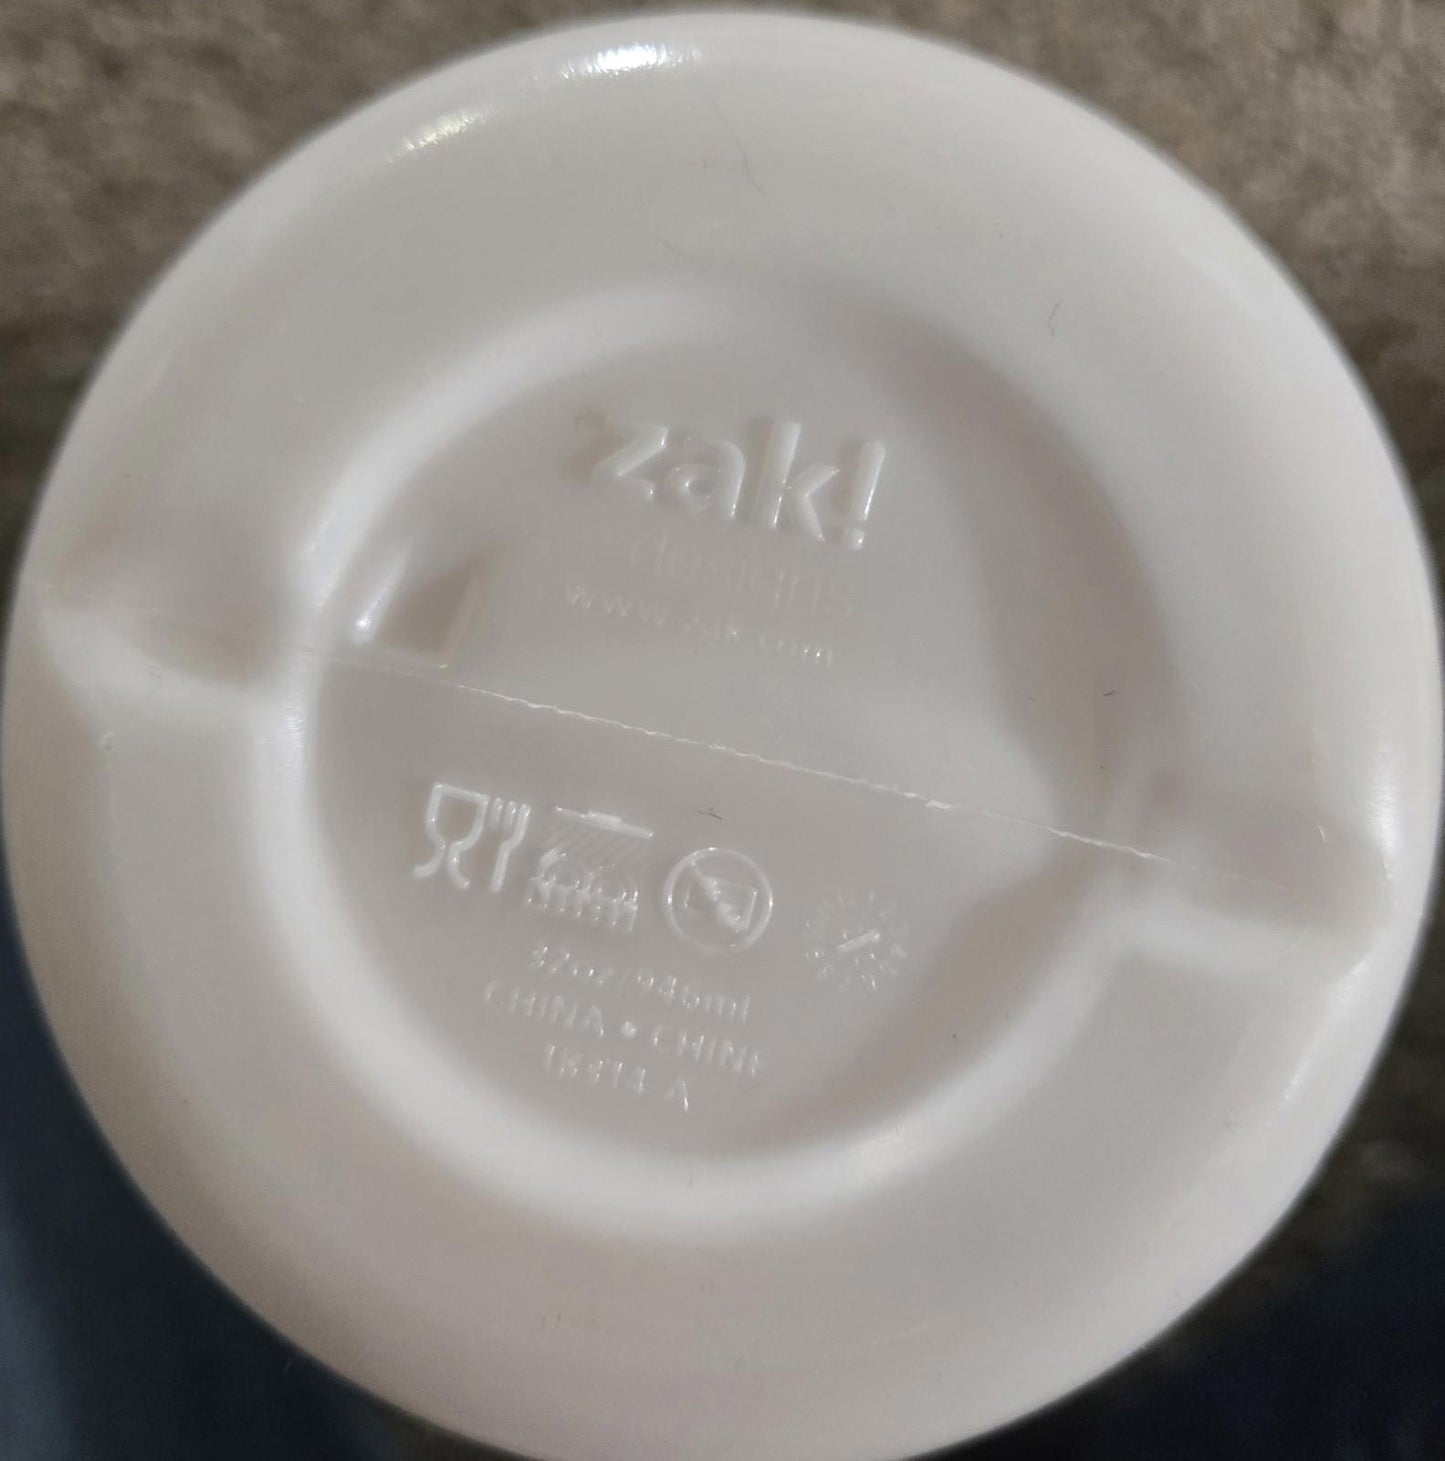 zak!
designs
www.zak.com
32oz/946ml
CHINA • CHINE
A